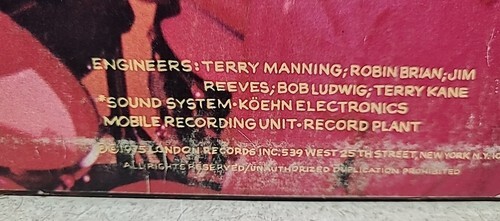 ENGINEERS: TERRY MANNING; ROBIN BRIAN; JIM
REEVES; BOB LUDWIG; TERRY KANE
*SOUND SYSTEM-KÖEHN ELECTRONICS
MOBILE RECORDING UNIT-RECORD PLANT
©1975 LONDON RECORDS INC. 539 WEST 25TH STREET, NEW YORK N.Y. 10
ALL RIGHTS RESERVED/UNAUTHORIZED DUPLICATION PROHIBITED